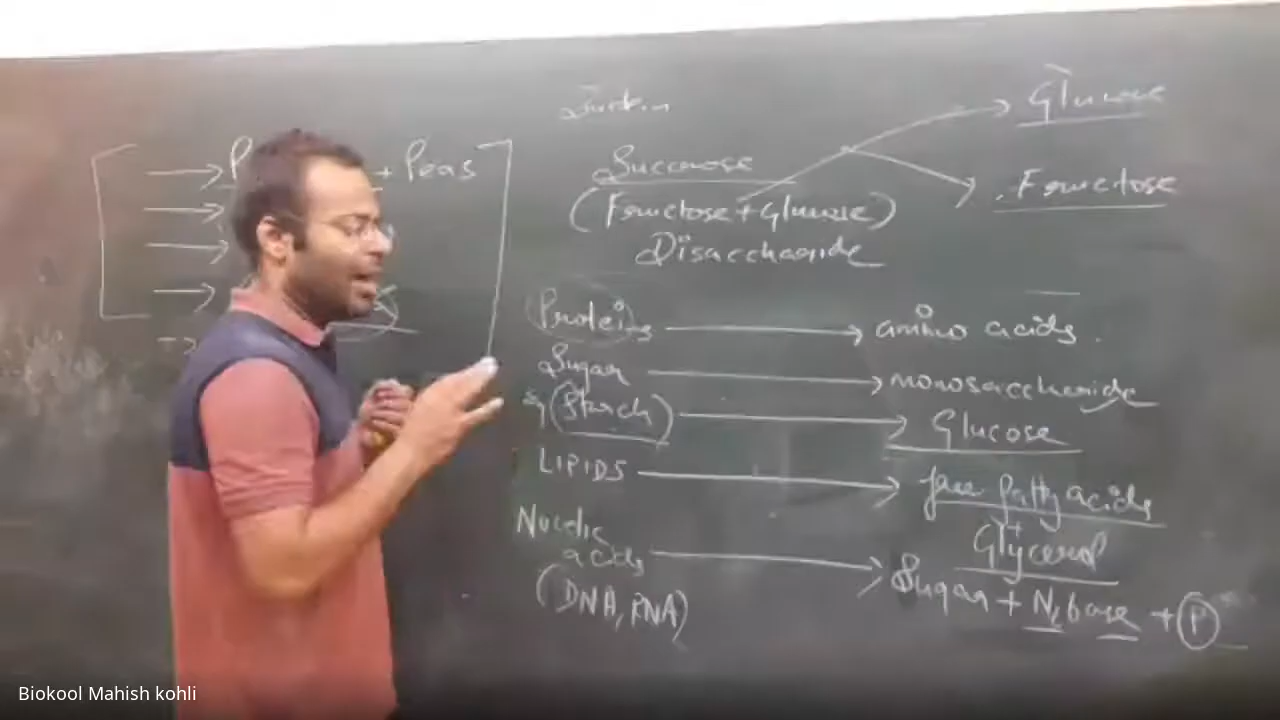 + Peas
Sucrose
(Fructose + Glucose)
Disaccharide
Glucose
Fructose
Proteins → amino acids.
Sugar → monosaccharide
(Starch) → Glucose
LIPIDS → free fatty acids
+
Glycerol
Nucleic
acids → Sugar + N2 base + P
(DNA, RNA)
Biokool Mahish kohli